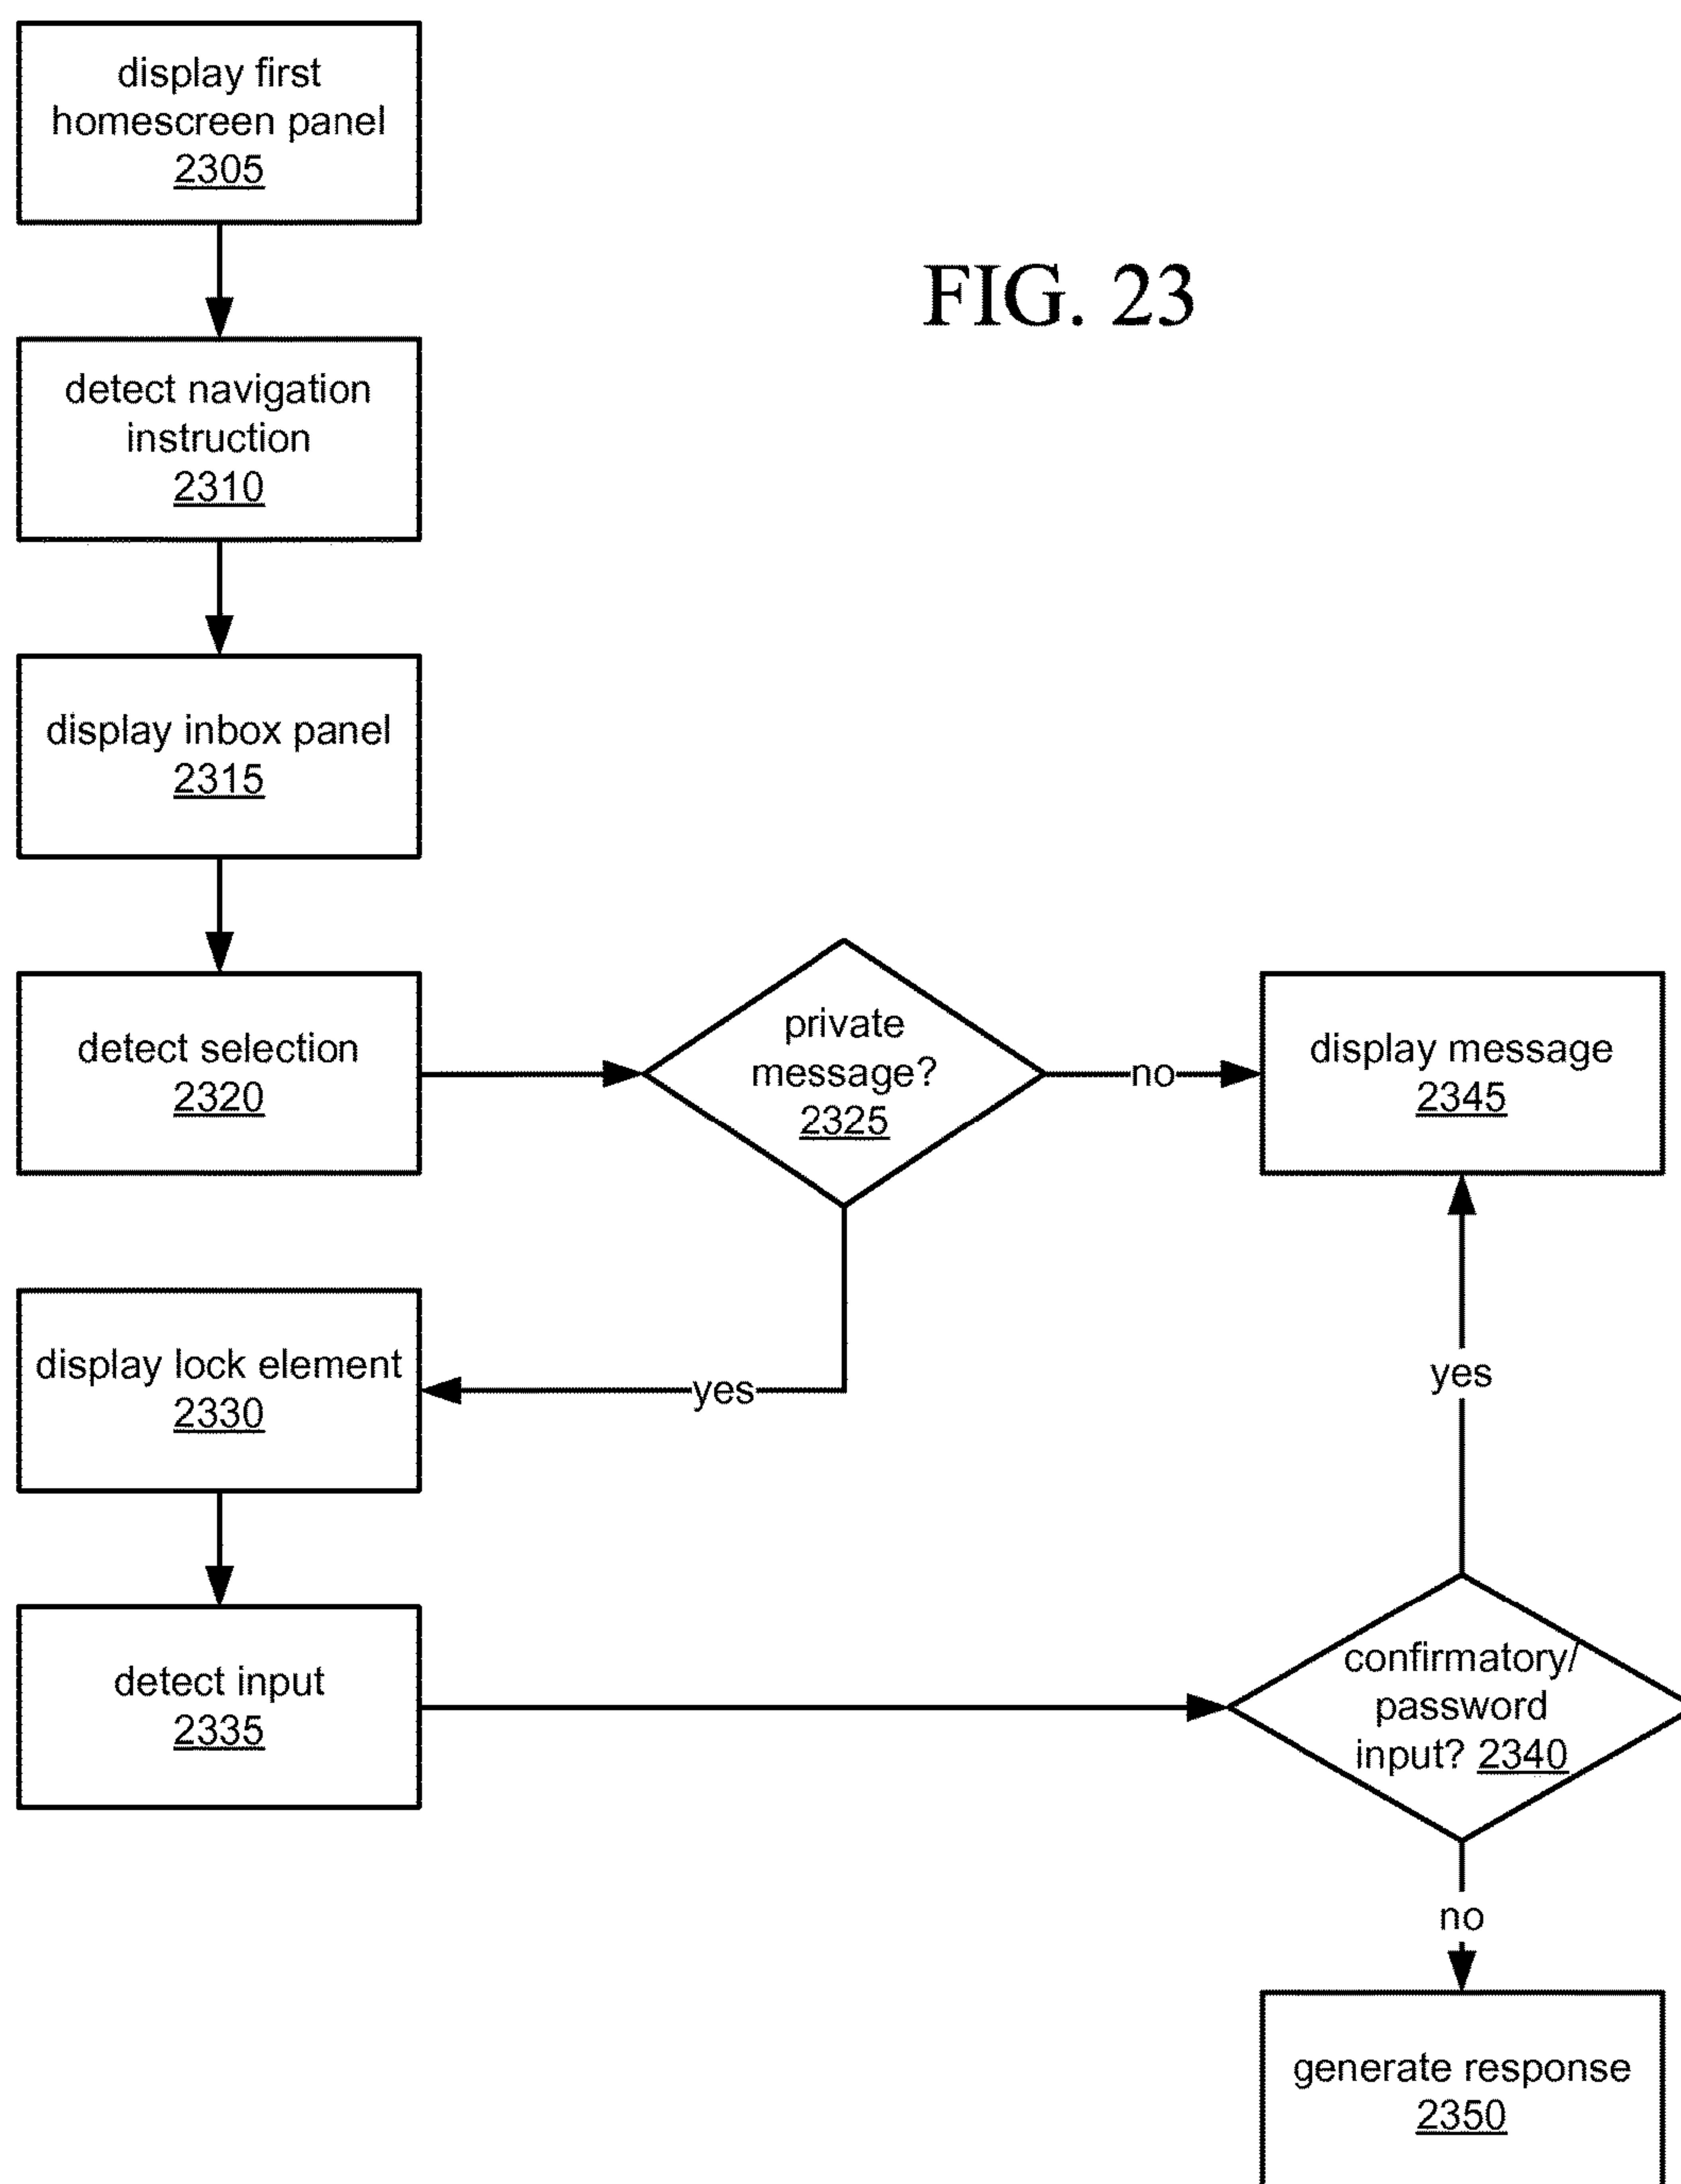 display first
homescreen panel
2305
FIG. 23
detect navigation
instruction
2310
display inbox panel
2315
detect selection
2320
private
message?
2325
no
display message
2345
display lock element
2330
yes
yes
detect input
2335
confirmatory/
password
input? 2340
no
generate response
2350